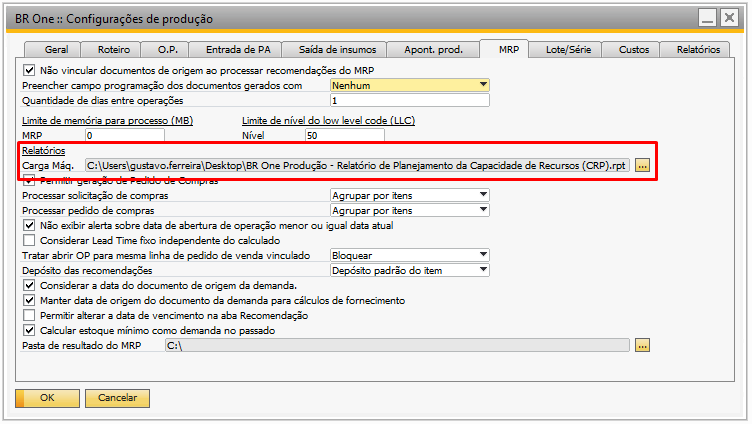 BR One :: Configurações de produção
Geral Roteiro O.P. Entrada de PA Saída de insumos Apont. prod. MRP Lote/Série Custos Relatórios
Não vincular documentos de origem ao processar recomendações do MRP
Preencher campo programação dos documentos gerados com Nenhum
Quantidade de dias entre operações 1
Limite de memória para processo (MB) Limite de nível do low level code (LLC)
MRP 0 Nível 50
Relatórios
Carga Máq. C:\Users\gustavo.ferreira\Desktop\BR One Produção - Relatório de Planejamento da Capacidade de Recursos (CRP).rpt ...
Permitir geração de Pedido de Compras
Processar solicitação de compras Agrupar por itens
Processar pedido de compras Agrupar por itens
Não exibir alerta sobre data de abertura de operação menor ou igual data atual
Considerar Lead Time fixo independente do calculado
Tratar abrir OP para mesma linha de pedido de venda vinculado Bloquear
Depósito das recomendações Depósito padrão do item
Considerar a data do documento de origem da demanda.
Manter data de origem do documento da demanda para cálculos de fornecimento
Permitir alterar a data de vencimento na aba Recomendação
Calcular estoque mínimo como demanda no passado
Pasta de resultado do MRP C:\ ...
OK Cancelar